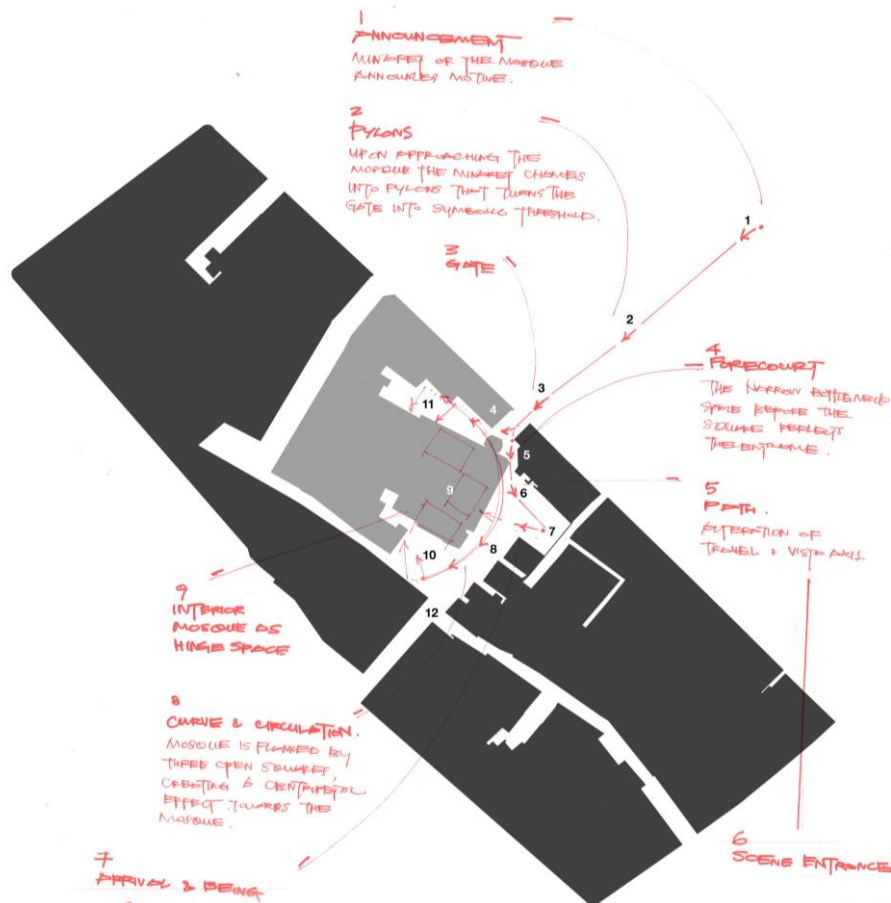 1
ANNOUNCEMENT
MINARET OF THE MOSQUE
ANNOUNCES MOTIVE.
2
PYLONS
UPON APPROACHING THE
MOSQUE THE MINARET CHANGES
INTO PYLONS THAT TURNS THE
GATE INTO SYMBOLIC THRESHOLD.
3
GATE
4
FORECOURT
THE NARROW BOTTLENECK
SPACE BEFORE THE
SQUARE REFLECTS
THE ENTRANCE.
5
PATH.
ALTERATION OF
TRAVEL & VISTA AXIS
6
SCENE ENTRANCE
7
ARRIVAL & BEING
8
CURVE & CIRCULATION.
MOSQUE IS FLANKED BY
THREE OPEN SQUARES,
CREATING A CENTRIPETAL
EFFECT TOWARDS THE
MOSQUE.
9
INTERIOR
MOSQUE AS
HINGE SPACE
1
2
3
4
5
6
7
8
9
10
11
12